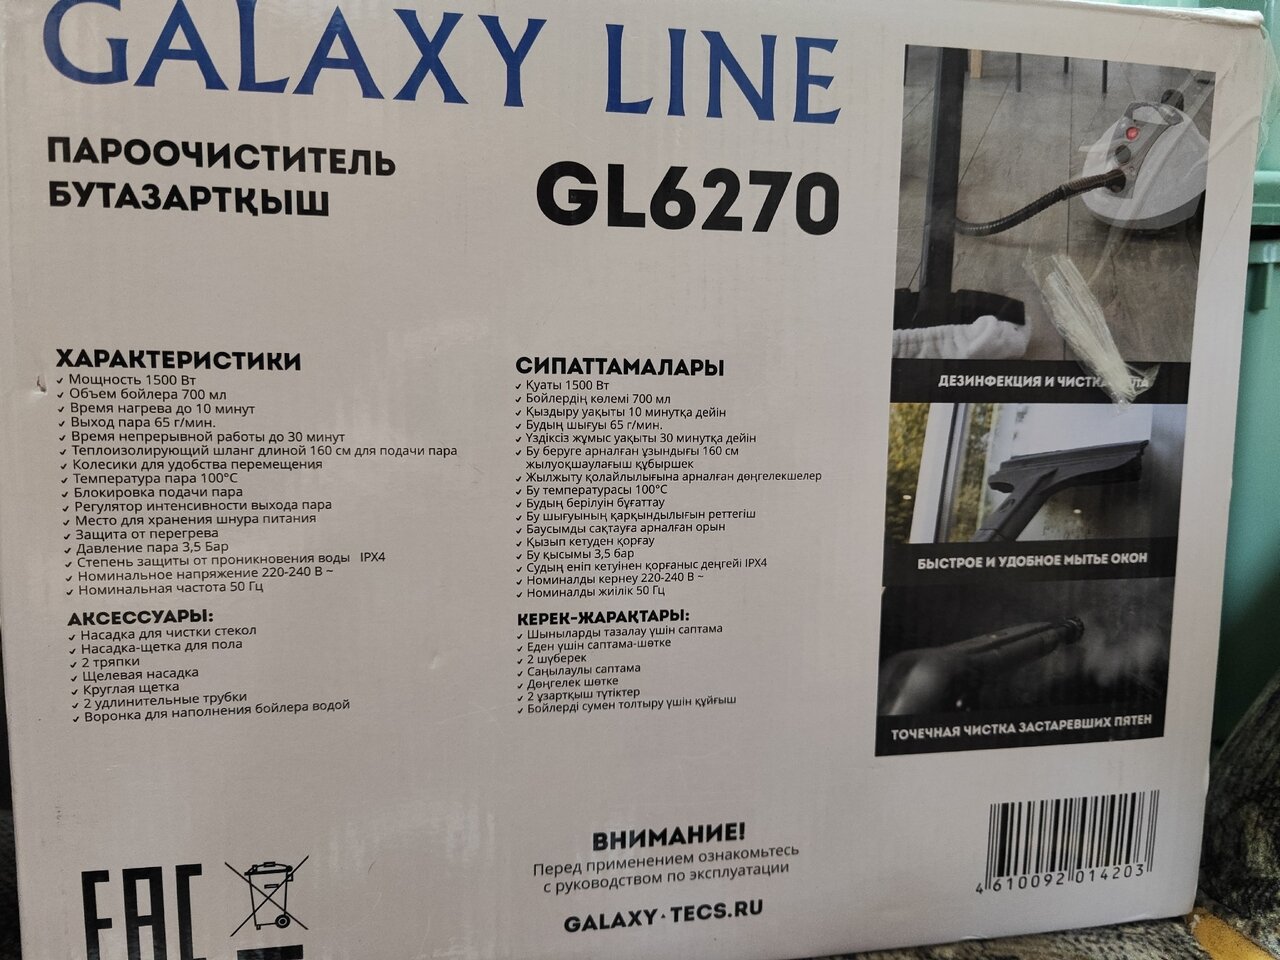 GALAXY LINE
ПАРООЧИСТИТЕЛЬ
БУТАЗАРТҚЫШ
GL6270
ХАРАКТЕРИСТИКИ
✓ Мощность 1500 Вт
✓ Объем бойлера 700 мл
✓ Время нагрева до 10 минут
✓ Выход пара 65 г/мин.
✓ Время непрерывной работы до 30 минут
✓ Теплоизолирующий шланг длиной 160 см для подачи пара
✓ Колесики для удобства перемещения
✓ Температура пара 100°C
✓ Блокировка подачи пара
✓ Регулятор интенсивности выхода пара
✓ Место для хранения шнура питания
✓ Защита от перегрева
✓ Давление пара 3,5 Бар
✓ Степень защиты от проникновения воды IPX4
✓ Номинальное напряжение 220-240 В ~
✓ Номинальная частота 50 Гц
АКСЕССУАРЫ:
✓ Насадка для чистки стекол
✓ Насадка-щетка для пола
✓ 2 тряпки
✓ Щелевая насадка
✓ Круглая щетка
✓ 2 удлинительные трубки
✓ Воронка для наполнения бойлера водой
СИПАТТАМАЛАРЫ
✓ Қуаты 1500 Вт
✓ Бойлердің көлемі 700 мл
✓ Қыздыру уақыты 10 минутқа дейін
✓ Будың шығуы 65 г/мин.
✓ Үздіксіз жұмыс уақыты 30 минутқа дейін
✓ Бу беруге арналған ұзындығы 160 см
жылуоқшаулағыш құбыршек
✓ Жылжыту қолайлылығына арналған дөңгелекшелер
✓ Бу температурасы 100°C
✓ Будың берілуін бұғаттау
✓ Бу шығуының қарқындылығын реттегіш
✓ Баусымды сақтауға арналған орын
✓ Қызып кетуден қорғау
✓ Бу қысымы 3,5 бар
✓ Судың еніп кетуінен қорғаныс деңгейі IPX4
✓ Номиналды кернеу 220-240 В ~
✓ Номиналды жиілік 50 Гц
КЕРЕК-ЖАРАҚТАРЫ:
✓ Шыныларды тазалау үшін саптама
✓ Еден үшін саптама-шөтке
✓ 2 шүберек
✓ Саңылаулы саптама
✓ Дөңгелек шөтке
✓ 2 ұзартқыш түтіктер
✓ Бойлерді сумен толтыру үшін құйғыш
ДЕЗИНФЕКЦИЯ И
БЫСТРОЕ И УДОБНОЕ МЫТЬЕ ОКОН
ТОЧЕЧНАЯ ЧИСТКА ЗАСТАРЕВШИХ ПЯТЕН
ВНИМАНИЕ!
Перед применением ознакомьтесь
с руководством по эксплуатации
GALAXY-TECS.RU
EAC
4 610092 014203